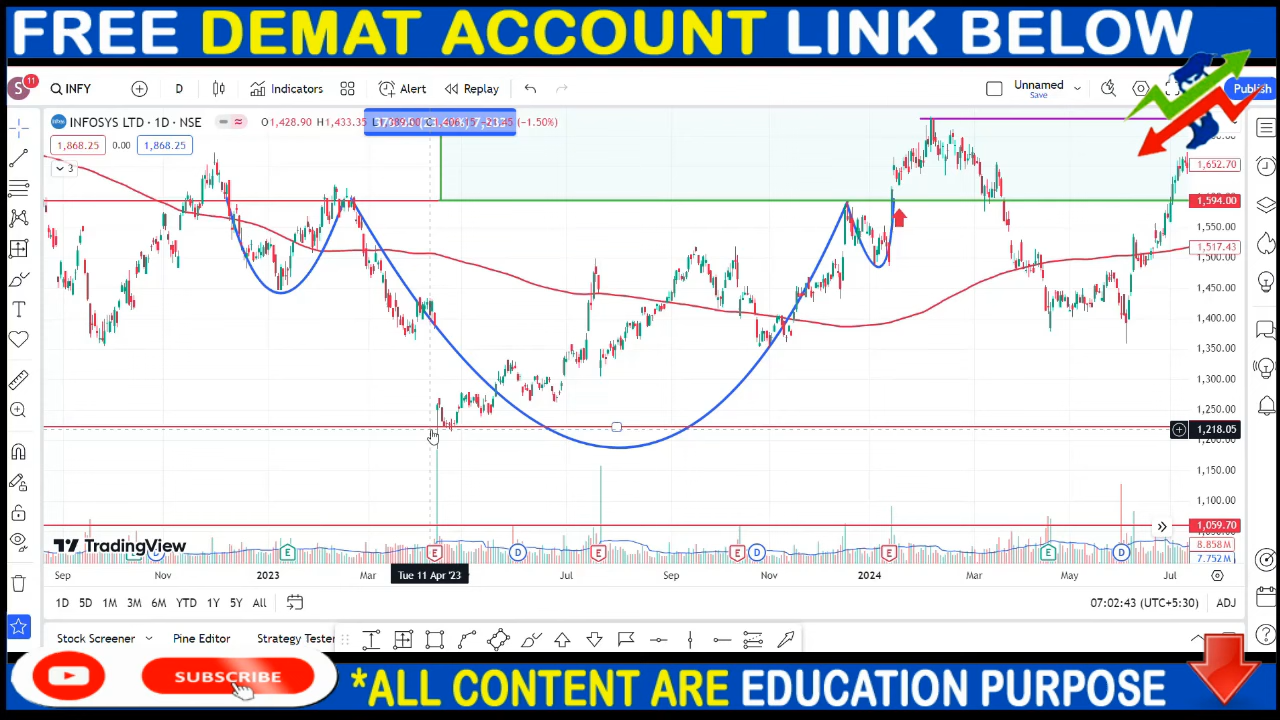 FREE DEMAT ACCOUNT LINK BELOW
S 11 INFY D Indicators Alert Replay Unnamed Save Publish
INFOSYS LTD · 1D · NSE O1,428.90 H1,433.35 (−1.50%)
1,868.25 0.00 1,868.25
3
1,652.70
1,594.00
1,550.00
1,517.43
1,500.00
1,450.00
1,400.00
1,350.00
1,300.00
1,250.00
1,218.05
1,150.00
1,100.00
1,059.70
8.858M
7.752M
TradingView
E D E D E E D E E D
Sep Nov 2023 Mar Tue 11 Apr '23 Jul Sep Nov 2024 Mar May Jul
1D 5D 1M 3M 6M YTD 1Y 5Y All 07:02:43 (UTC+5:30) ADJ
Stock Screener Pine Editor Strategy Tester
SUBSCRIBE
*ALL CONTENT ARE EDUCATION PURPOSE